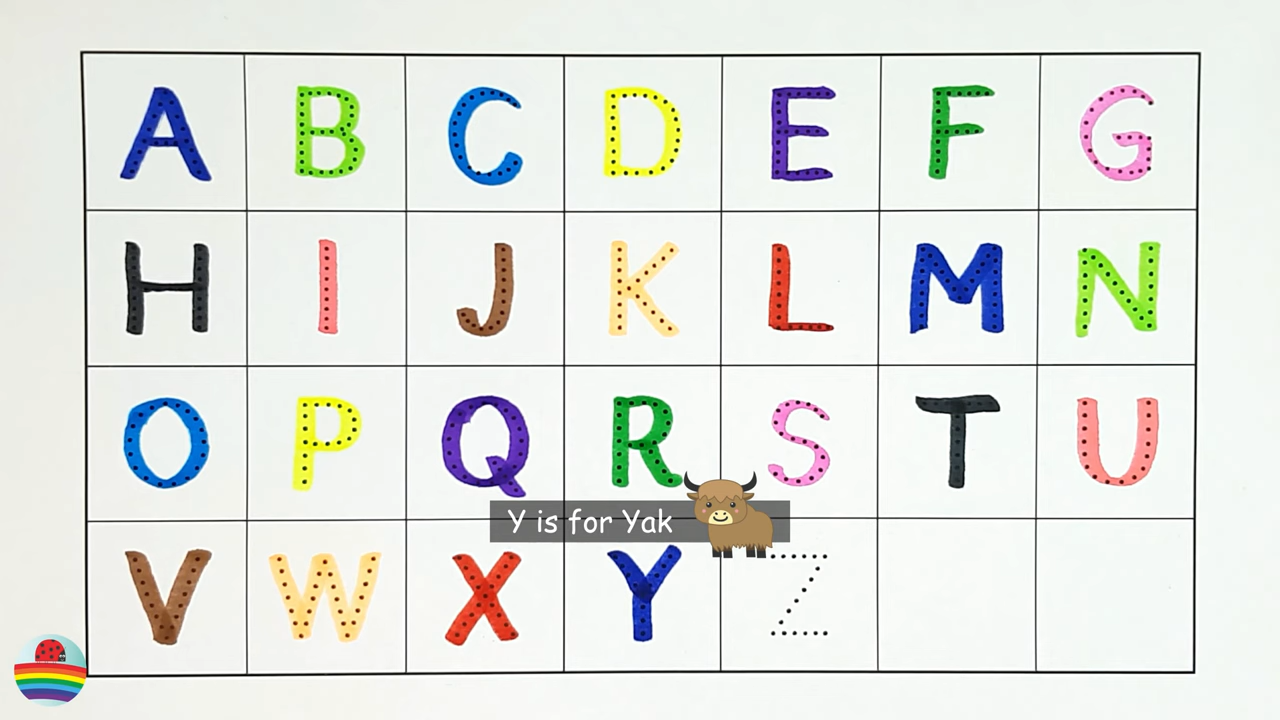 A B C D E F G
H I J K L M N
O P Q R S T U
Y is for Yak
V W X Y Z